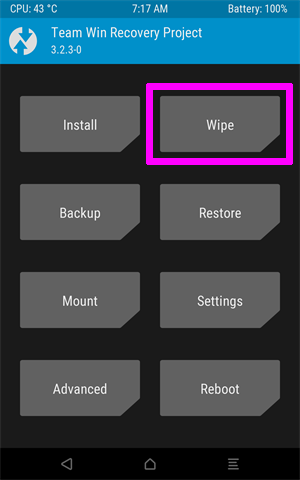 CPU: 43 °C 7:17 AM Battery: 100%
Team Win Recovery Project
3.2.3-0
Install Wipe
Backup Restore
Mount Settings
Advanced Reboot